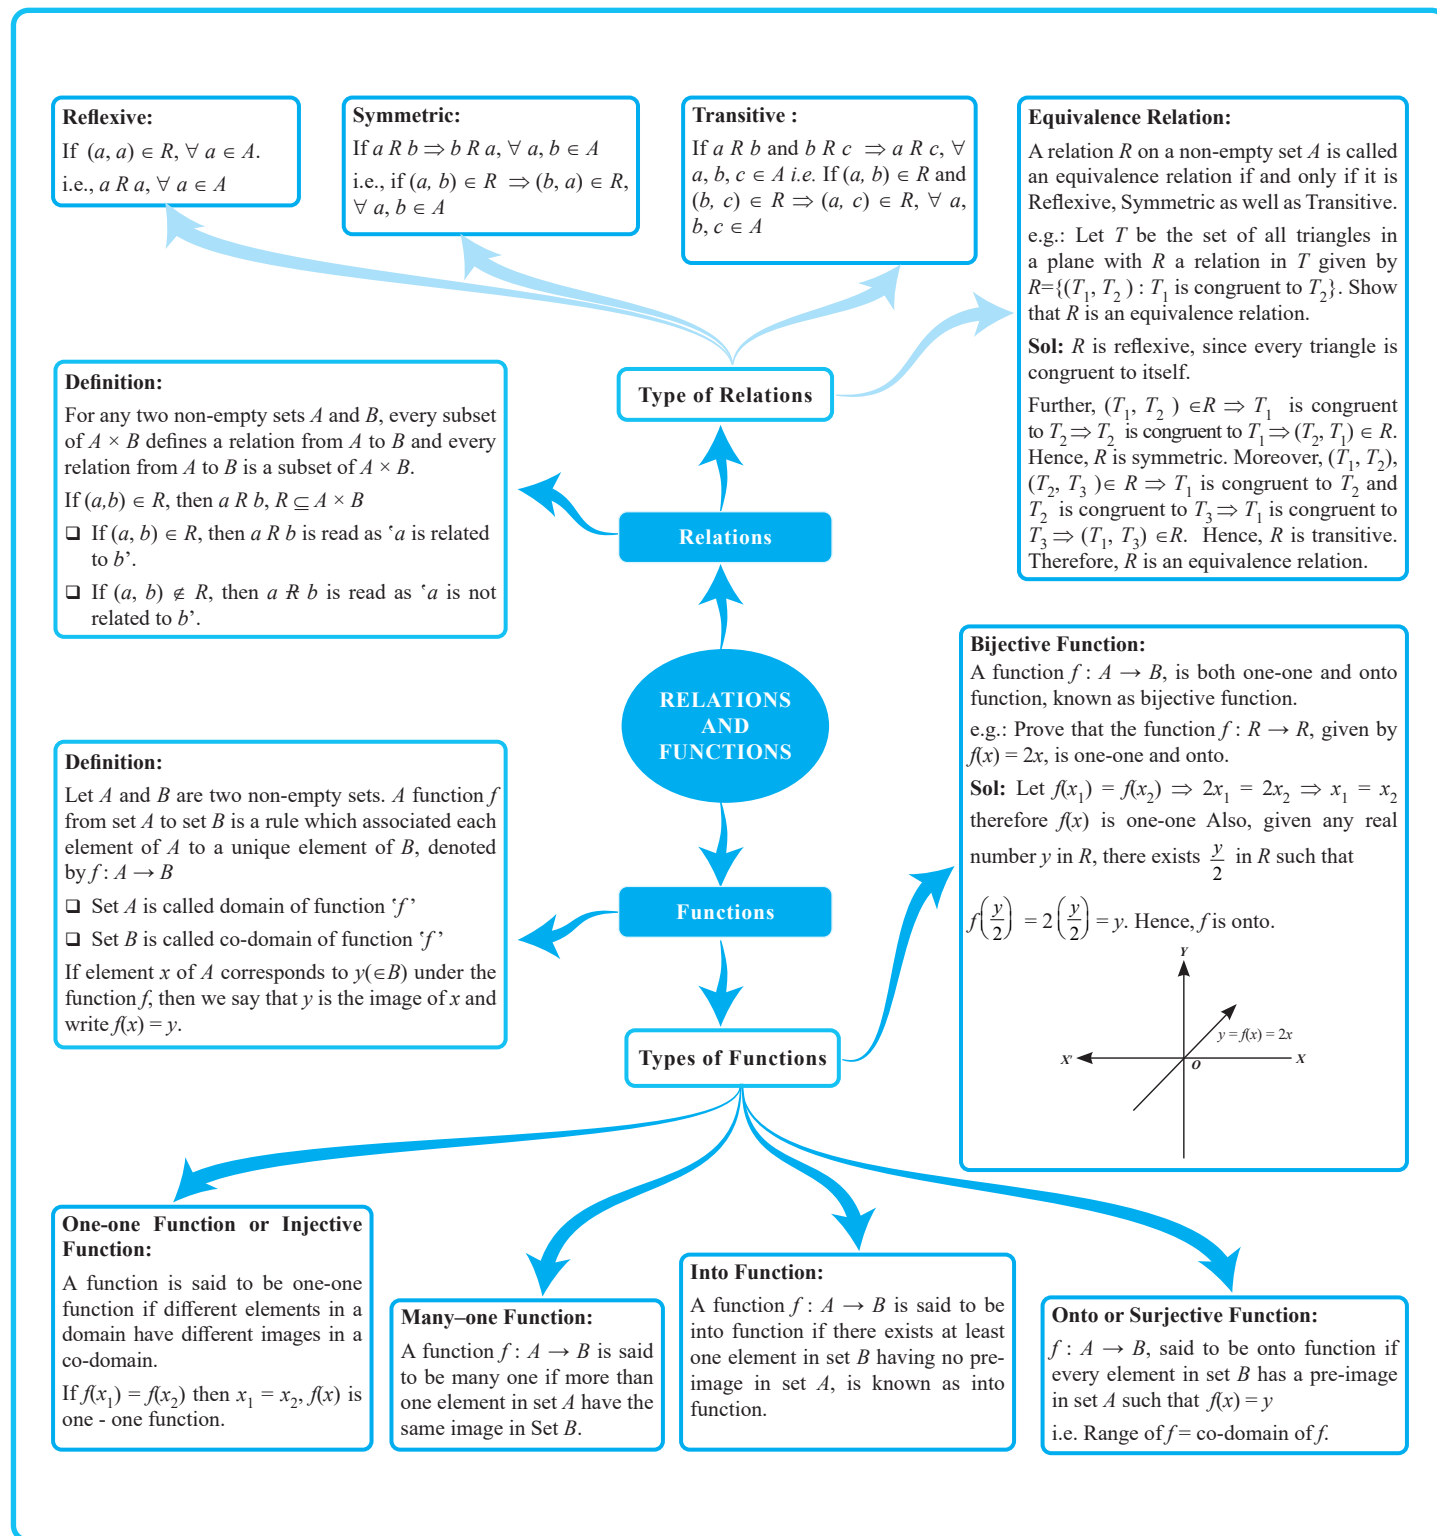 Reflexive:
If (a, a) ∈ R, ∀ a ∈ A.
i.e., a R a, ∀ a ∈ A
Symmetric:
If a R b ⇒ b R a, ∀ a, b ∈ A
i.e., if (a, b) ∈ R ⇒ (b, a) ∈ R,
∀ a, b ∈ A
Transitive :
If a R b and b R c ⇒ a R c, ∀
a, b, c ∈ A i.e. If (a, b) ∈ R and
(b, c) ∈ R ⇒ (a, c) ∈ R, ∀ a,
b, c ∈ A
Equivalence Relation:
A relation R on a non-empty set A is called
an equivalence relation if and only if it is
Reflexive, Symmetric as well as Transitive.
e.g.: Let T be the set of all triangles in
a plane with R a relation in T given by
R={(T₁, T₂ ) : T₁ is congruent to T₂}. Show
that R is an equivalence relation.
Sol: R is reflexive, since every triangle is
congruent to itself.
Further, (T₁, T₂ ) ∈R ⇒ T₁ is congruent
to T₂ ⇒ T₂ is congruent to T₁ ⇒ (T₂, T₁) ∈ R.
Hence, R is symmetric. Moreover, (T₁, T₂),
(T₂, T₃ )∈ R ⇒ T₁ is congruent to T₂ and
T₂ is congruent to T₃ ⇒ T₁ is congruent to
T₃ ⇒ (T₁, T₃) ∈R. Hence, R is transitive.
Therefore, R is an equivalence relation.
Type of Relations
Definition:
For any two non-empty sets A and B, every subset
of A × B defines a relation from A to B and every
relation from A to B is a subset of A × B.
If (a,b) ∈ R, then a R b, R ⊆ A × B
❑ If (a, b) ∈ R, then a R b is read as ‘a is related
to b’.
❑ If (a, b) ∉ R, then a R̸ b is read as ‘a is not
related to b’.
Relations
RELATIONS
AND
FUNCTIONS
Definition:
Let A and B are two non-empty sets. A function f
from set A to set B is a rule which associated each
element of A to a unique element of B, denoted
by f : A → B
❑ Set A is called domain of function ‘f ’
❑ Set B is called co-domain of function ‘f ’
If element x of A corresponds to y(∈B) under the
function f, then we say that y is the image of x and
write f(x) = y.
Functions
Types of Functions
Bijective Function:
A function f : A → B, is both one-one and onto
function, known as bijective function.
e.g.: Prove that the function f : R → R, given by
f(x) = 2x, is one-one and onto.
Sol: Let f(x₁) = f(x₂) ⇒ 2x₁ = 2x₂ ⇒ x₁ = x₂
therefore f(x) is one-one Also, given any real
number y in R, there exists y/2 in R such that
f(y/2) = 2(y/2) = y. Hence, f is onto.
Y
y = f(x) = 2x
X' O X
One-one Function or Injective
Function:
A function is said to be one-one
function if different elements in a
domain have different images in a
co-domain.
If f(x₁) = f(x₂) then x₁ = x₂, f(x) is
one - one function.
Many–one Function:
A function f : A → B is said
to be many one if more than
one element in set A have the
same image in Set B.
Into Function:
A function f : A → B is said to be
into function if there exists at least
one element in set B having no pre-
image in set A, is known as into
function.
Onto or Surjective Function:
f : A → B, said to be onto function if
every element in set B has a pre-image
in set A such that f(x) = y
i.e. Range of f = co-domain of f.